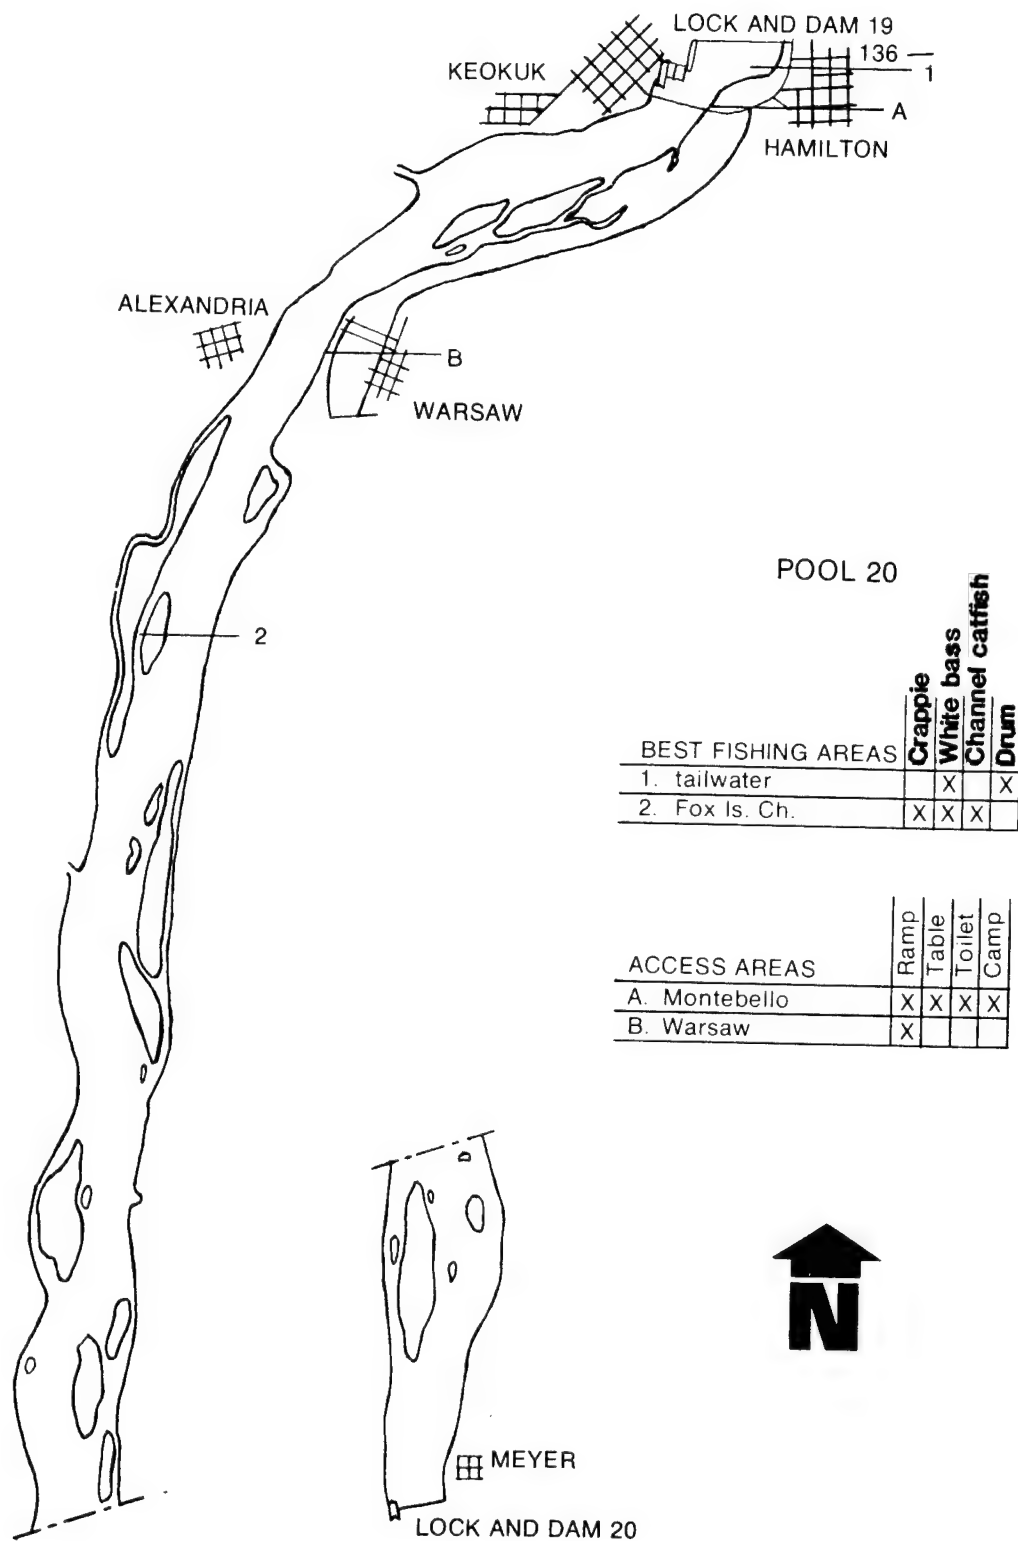 LOCK AND DAM 19
136
KEOKUK
1
A
HAMILTON
ALEXANDRIA
B
WARSAW
2
POOL 20
BEST FISHING AREAS Crappie White bass Channel catfish Drum
1. tailwater X X
2. Fox Is. Ch. X X X
ACCESS AREAS Ramp Table Toilet Camp
A. Montebello X X X X
B. Warsaw X
N
MEYER
LOCK AND DAM 20